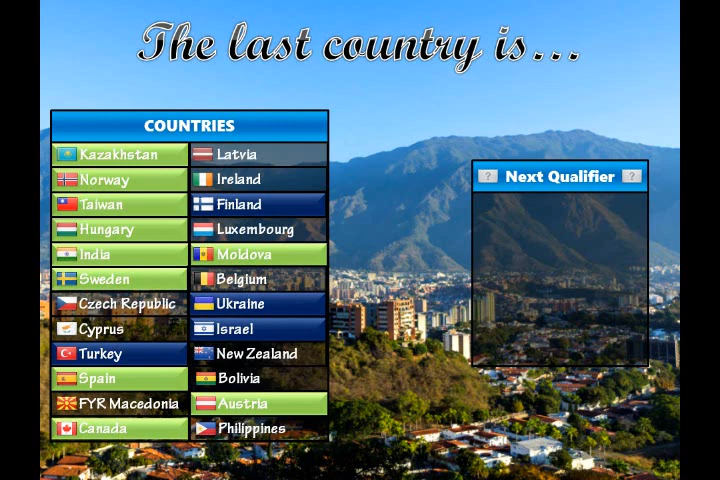 The last country is...
COUNTRIES
Kazakhstan
Latvia
Norway
Ireland
Taiwan
Finland
Hungary
Luxembourg
India
Moldova
Sweden
Belgium
Czech Republic
Ukraine
Cyprus
Israel
Turkey
New Zealand
Spain
Bolivia
FYR Macedonia
Austria
Canada
Philippines
? Next Qualifier ?